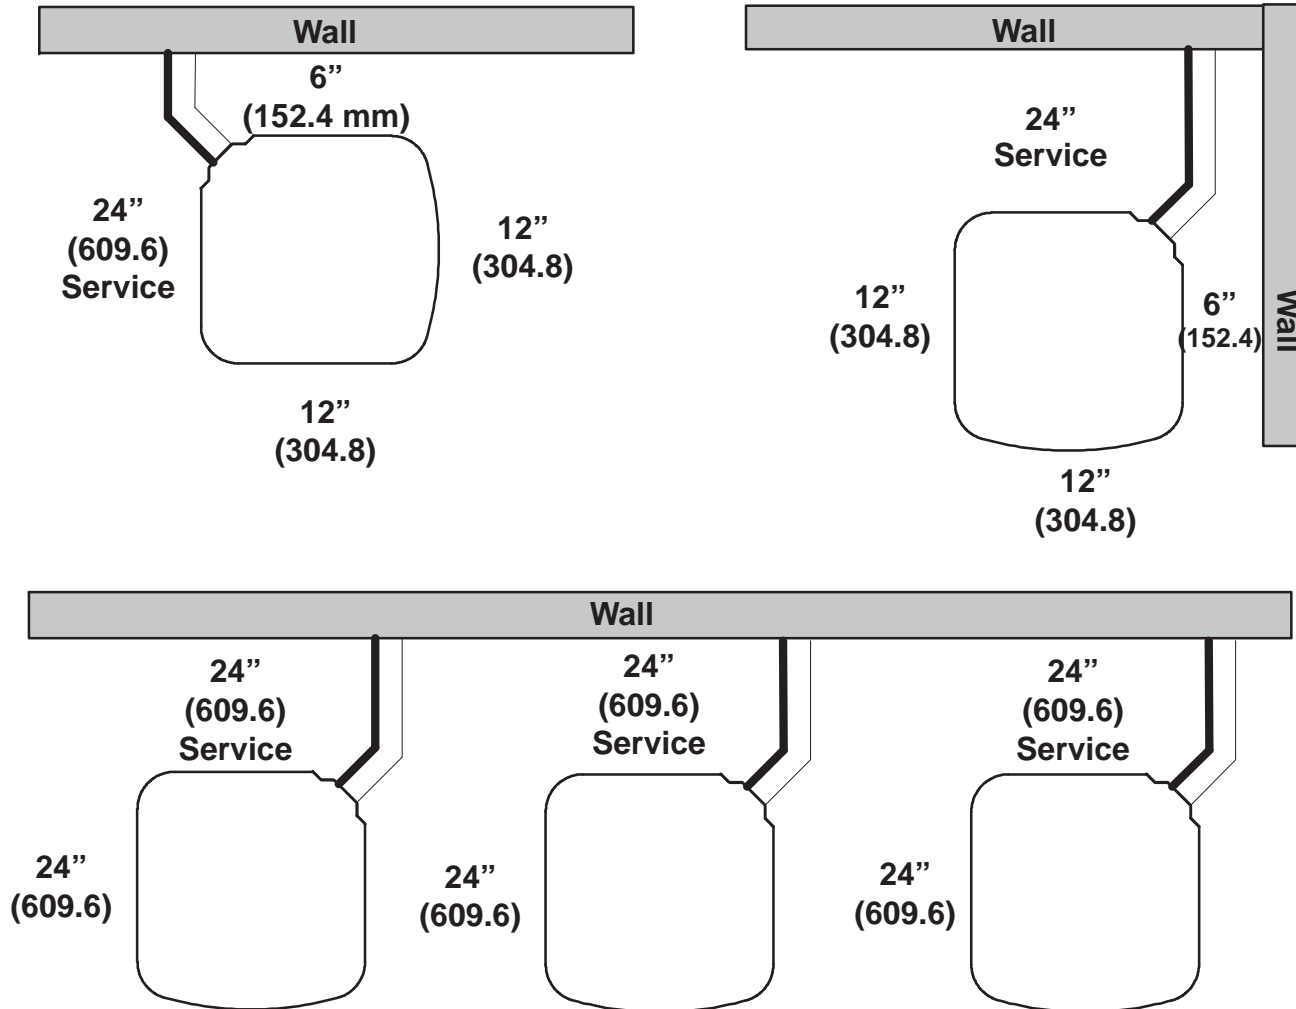 Wall
6”
(152.4 mm)
24”
(609.6)
Service
12”
(304.8)
12”
(304.8)
Wall
24”
Service
12”
(304.8)
6”
(152.4)
Wall
12”
(304.8)
Wall
24”
(609.6)
Service
24”
(609.6)
Service
24”
(609.6)
Service
24”
(609.6)
24”
(609.6)
24”
(609.6)